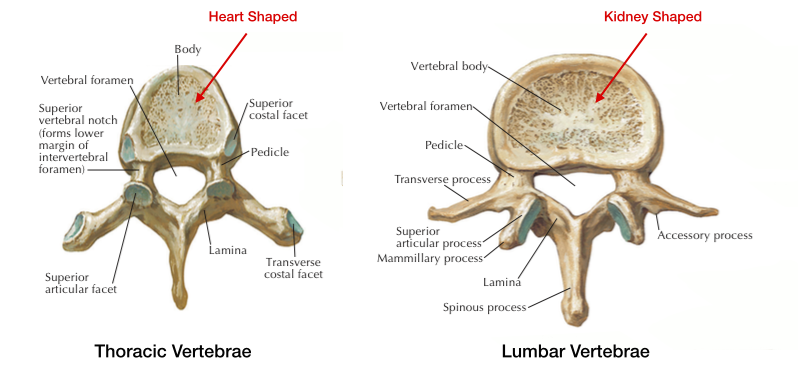 Heart Shaped
Body
Vertebral foramen
Superior
vertebral notch
(forms lower
margin of
intervertebral
foramen)
Superior
costal facet
Pedicle
Lamina
Transverse
costal facet
Superior
articular facet
Thoracic Vertebrae
Kidney Shaped
Vertebral body
Vertebral foramen
Pedicle
Transverse process
Superior
articular process
Mammillary process
Lamina
Spinous process
Accessory process
Lumbar Vertebrae